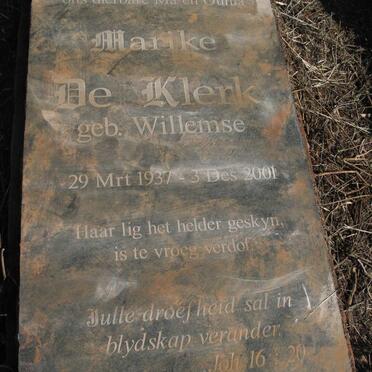 ons dierbare Ma en Ouma
Marike
De Klerk
geb. Willemse
29 Mrt 1937 - 3 Des 2001
Haar lig het helder geskyn,
is te vroeg verdof.
Julle droefheid sal in
blydskap verander.
Joh 16 : 20